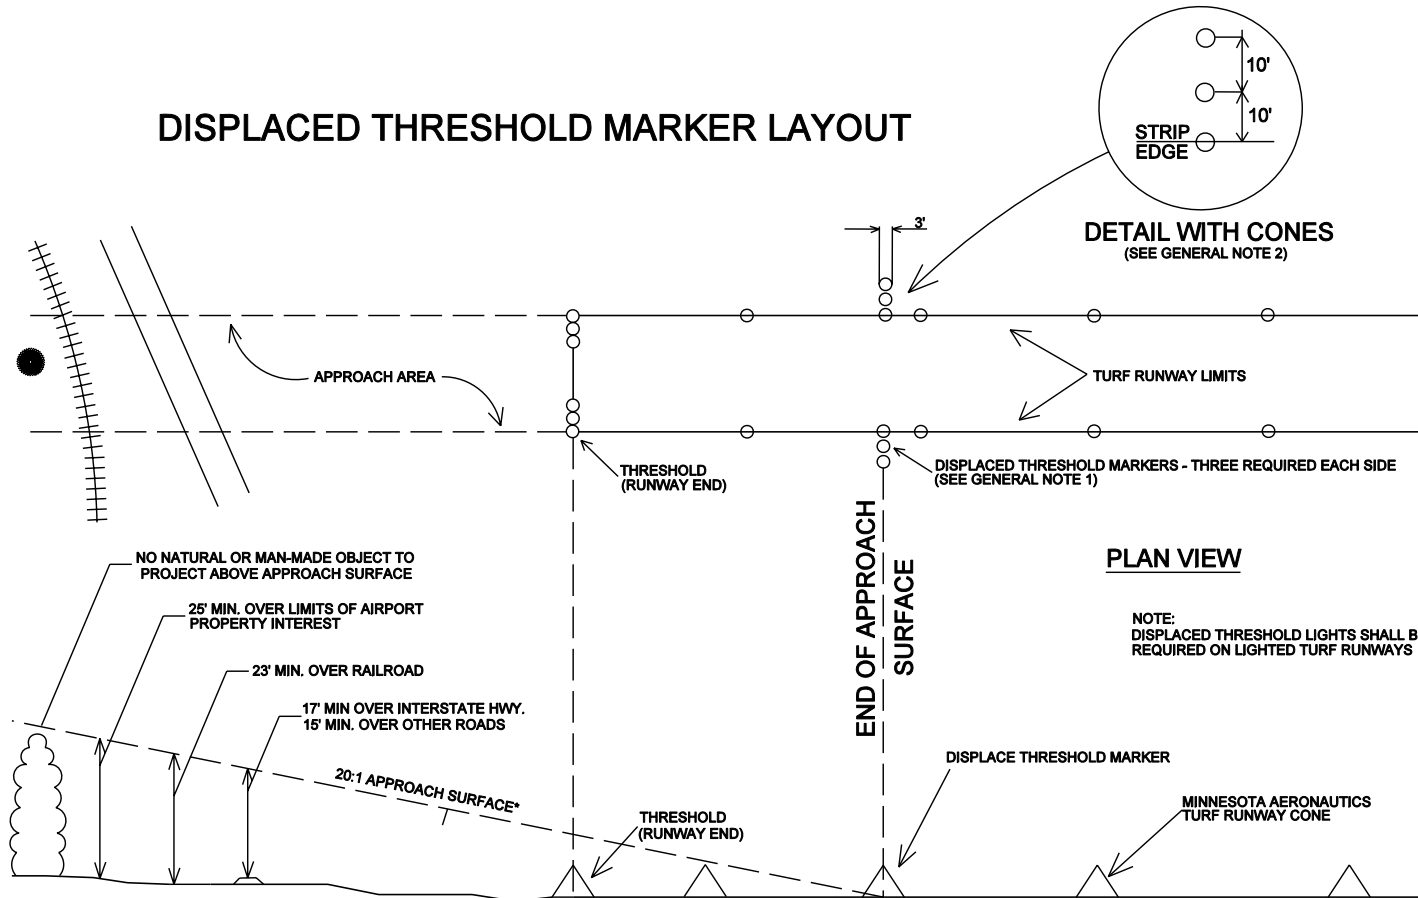 DISPLACED THRESHOLD MARKER LAYOUT
10'
10'
STRIP
EDGE
DETAIL WITH CONES
(SEE GENERAL NOTE 2)
3'
APPROACH AREA
TURF RUNWAY LIMITS
THRESHOLD
(RUNWAY END)
DISPLACED THRESHOLD MARKERS - THREE REQUIRED EACH SIDE
(SEE GENERAL NOTE 1)
END OF APPROACH
SURFACE
PLAN VIEW
NOTE:
DISPLACED THRESHOLD LIGHTS SHALL B
REQUIRED ON LIGHTED TURF RUNWAYS
NO NATURAL OR MAN-MADE OBJECT TO
PROJECT ABOVE APPROACH SURFACE
25' MIN. OVER LIMITS OF AIRPORT
PROPERTY INTEREST
23' MIN. OVER RAILROAD
17' MIN OVER INTERSTATE HWY.
15' MIN. OVER OTHER ROADS
20:1 APPROACH SURFACE*
THRESHOLD
(RUNWAY END)
DISPLACE THRESHOLD MARKER
MINNESOTA AERONAUTICS
TURF RUNWAY CONE